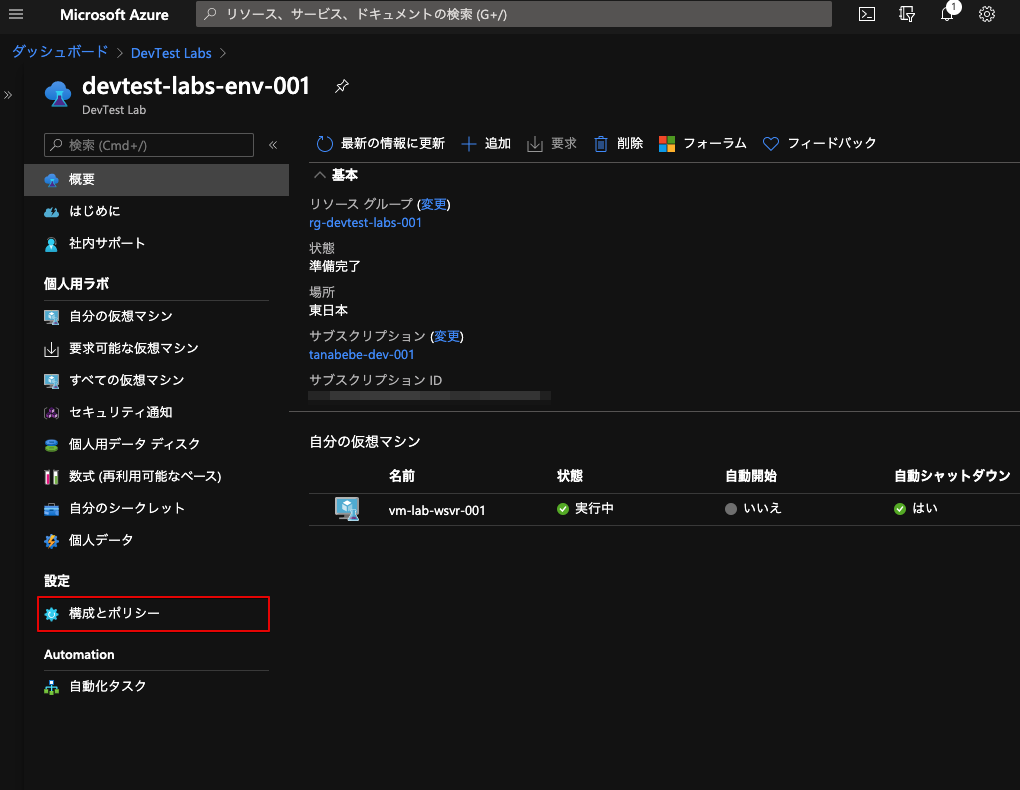 Microsoft Azure
リソース、サービス、ドキュメントの検索 (G+/)
1
ダッシュボード > DevTest Labs >
»
devtest-labs-env-001
DevTest Lab
検索 (Cmd+/)
«
概要
はじめに
社内サポート
個人用ラボ
自分の仮想マシン
要求可能な仮想マシン
すべての仮想マシン
セキュリティ通知
個人用データ ディスク
数式 (再利用可能なベース)
自分のシークレット
個人データ
設定
構成とポリシー
Automation
自動化タスク
最新の情報に更新 追加 要求 削除 フォーラム フィードバック
基本
リソース グループ (変更)
rg-devtest-labs-001
状態
準備完了
場所
東日本
サブスクリプション (変更)
tanabebe-dev-001
サブスクリプション ID
自分の仮想マシン
名前 状態 自動開始 自動シャットダウン
vm-lab-wsvr-001 実行中 いいえ はい